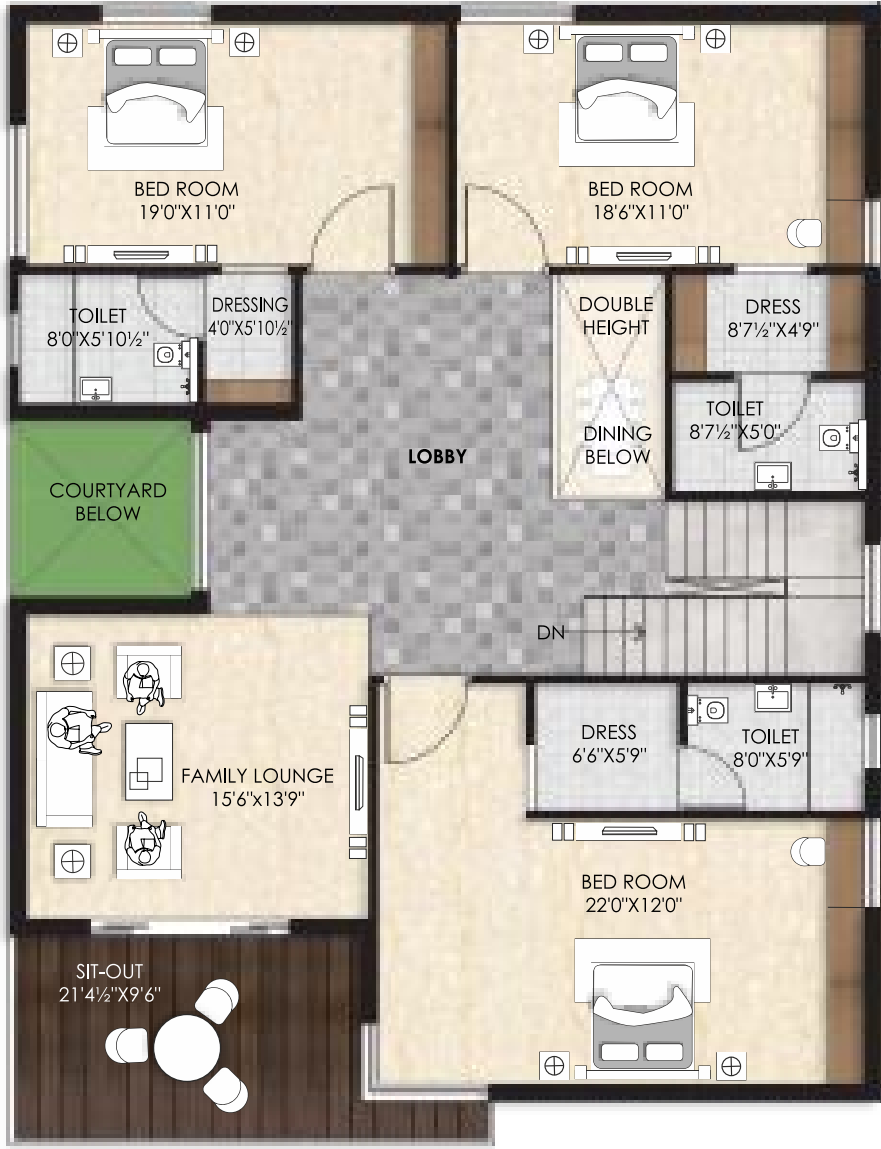 BED ROOM
19'0"X11'0"
BED ROOM
18'6"X11'0"
TOILET
8'0"X5'10½"
DRESSING
4'0"X5'10½"
DOUBLE
HEIGHT
DRESS
8'7½"X4'9"
TOILET
8'7½"X5'0"
DINING
BELOW
LOBBY
COURTYARD
BELOW
DN
DRESS
6'6"X5'9"
TOILET
8'0"X5'9"
FAMILY LOUNGE
15'6"x13'9"
BED ROOM
22'0"X12'0"
SIT-OUT
21'4½"X9'6"